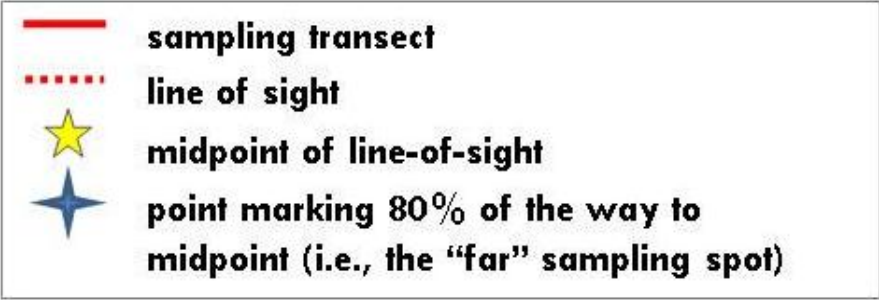 sampling transect
line of sight
midpoint of line-of-sight
point marking 80% of the way to
midpoint (i.e., the “far” sampling spot)